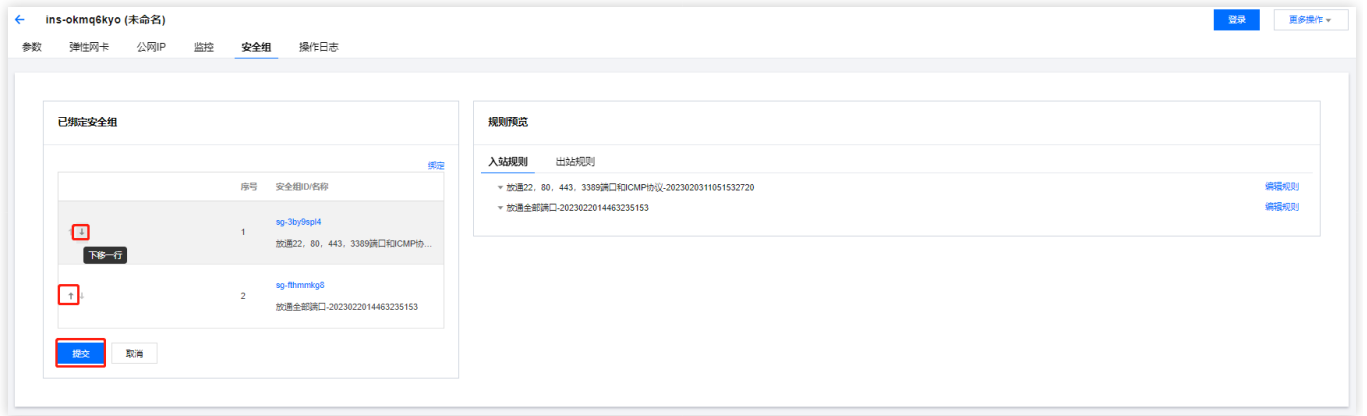 ins-okmq6kyo (未命名)
登录
更多操作
参数
弹性网卡
公网IP
监控
安全组
操作日志
已绑定安全组
绑定
序号
安全组ID/名称
1
sg-3by9spl4
放通22，80，443，3389端口和ICMP协...
下移一行
2
sg-fthmmkg8
放通全部端口-2023022014463235153
提交
取消
规则预览
入站规则
出站规则
放通22，80，443，3389端口和ICMP协议-2023020311051532720
编辑规则
放通全部端口-2023022014463235153
编辑规则